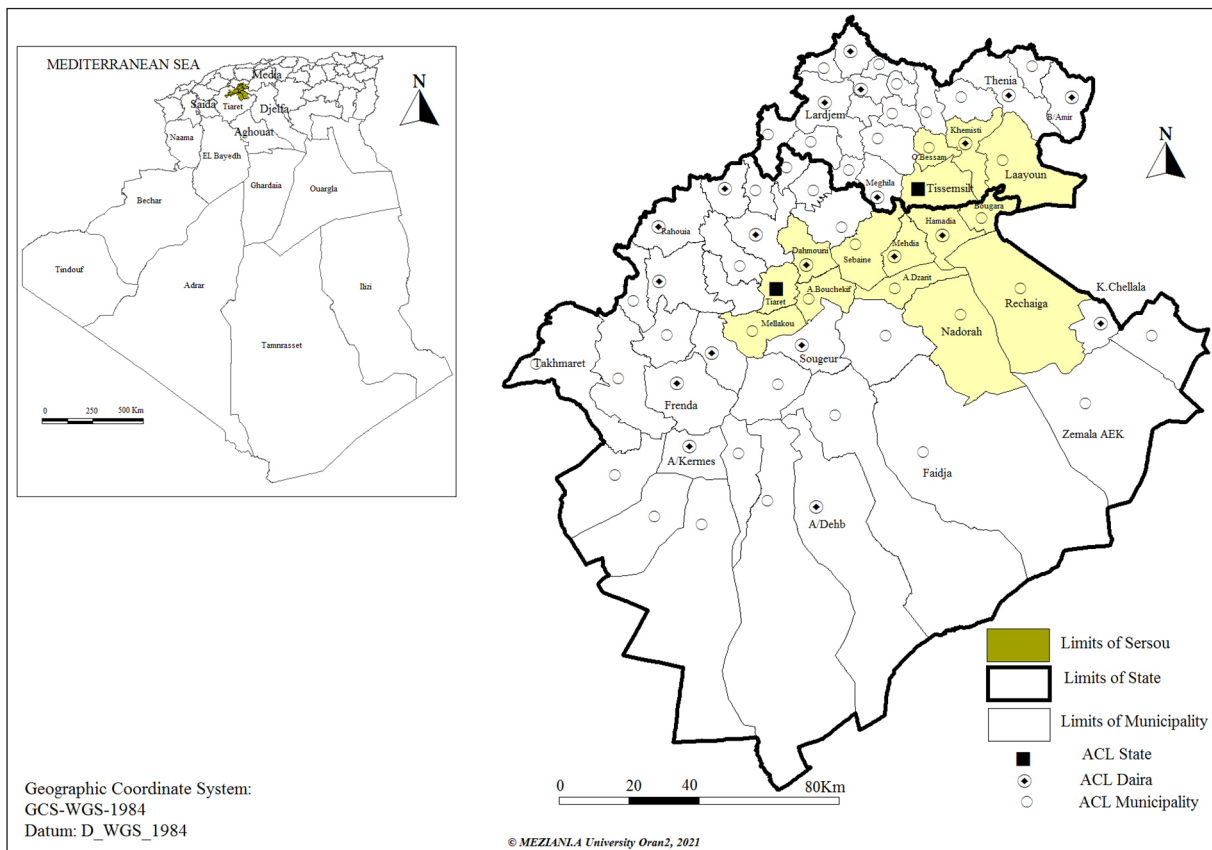 MEDITERRANEAN SEA
N
Media
Saida
Tiaret
Djelfa
Naama
Aghouat
EL Bayedh
Ghardaia
Ouargla
Bechar
Tindouf
Adrar
Ilizi
Tamnrasset
0 250 500 Km
N
Thenia
Lardjem
B/Amir
Khemisti
O.Bessam
Laayoun
Meghila
Tissemsilt
Bougara
Hamadia
Rahouia
Dahmouni
Sebaine
Mehdia
A.Dzarit
K.Chellala
Tiaret
A.Bouchekif
Rechaiga
Mellakou
Nadorah
Takhmaret
Sougeur
Frenda
Zemala AEK
A/Kermes
Faidja
A/Dehb
Limits of Sersou
Limits of State
Limits of Municipality
ACL State
ACL Daira
ACL Municipality
0 20 40 80Km
Geographic Coordinate System:
GCS-WGS-1984
Datum: D_WGS_1984
© MEZIANI.A University Oran2, 2021